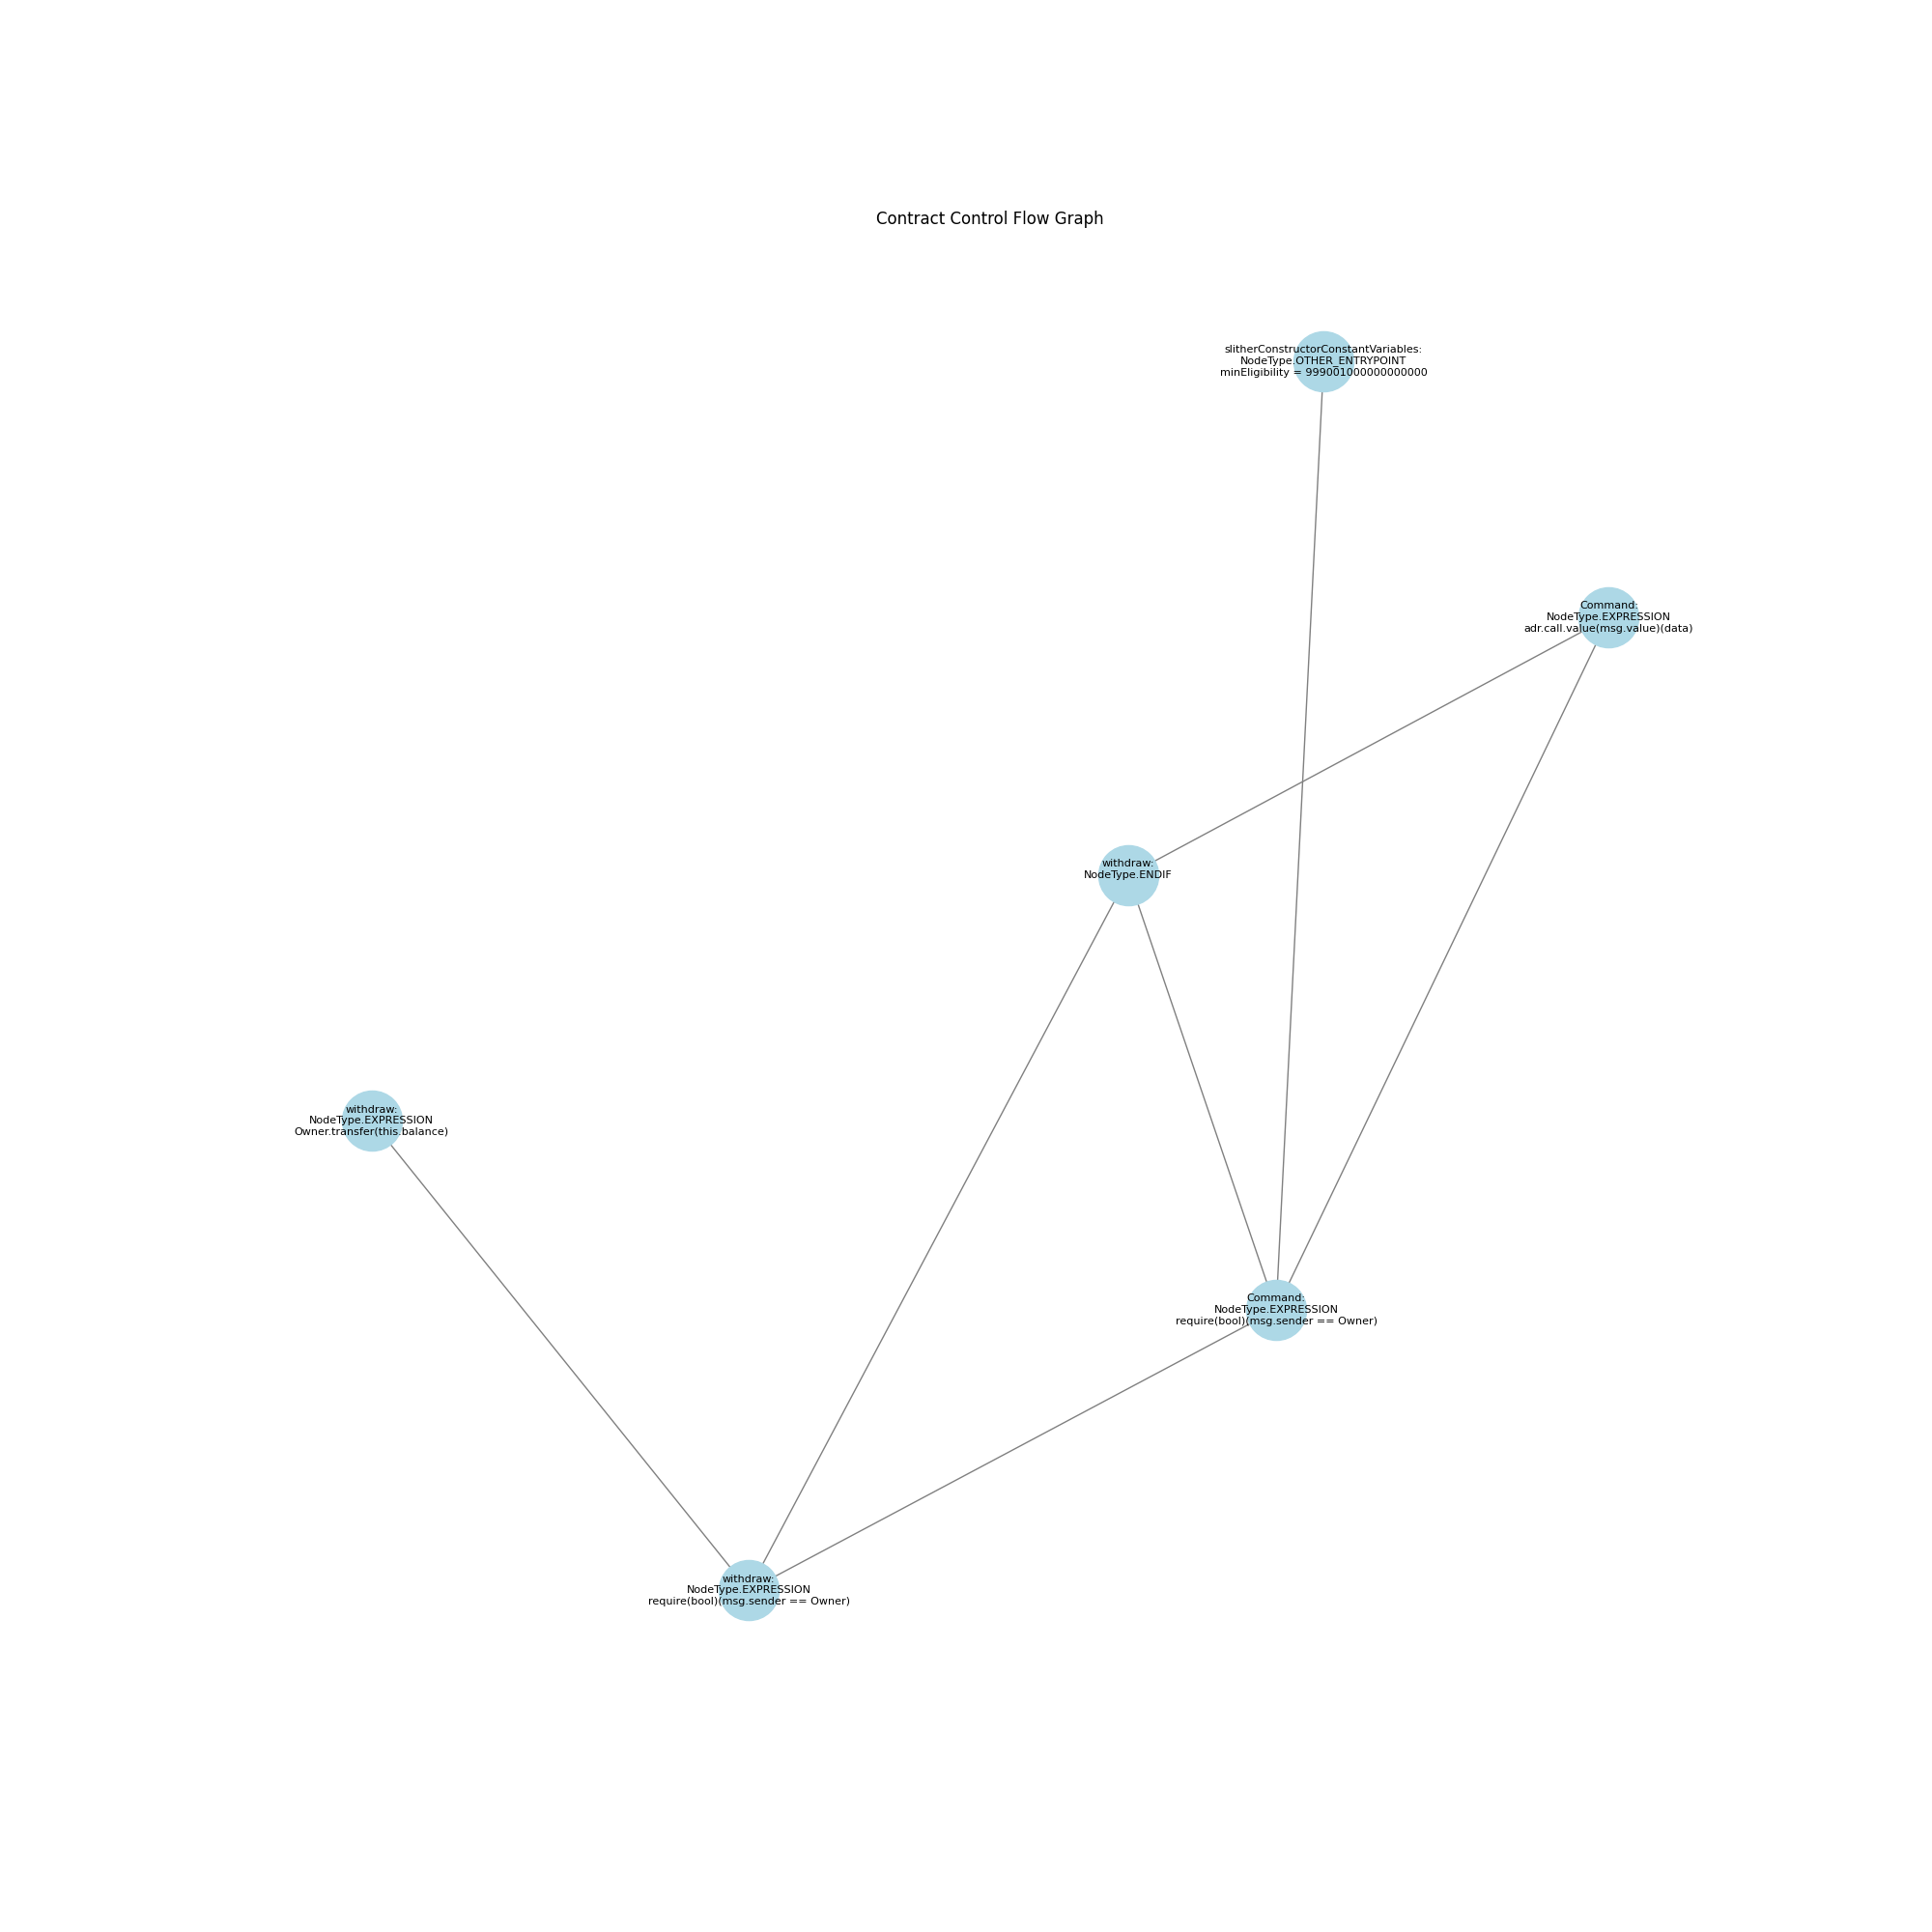 Contract Control Flow Graph
slitherConstructorConstantVariables:
NodeType.OTHER_ENTRYPOINT
minEligibility = 999001000000000000
Command:
NodeType.EXPRESSION
adr.call.value(msg.value)(data)
withdraw:
NodeType.ENDIF
withdraw:
NodeType.EXPRESSION
Owner.transfer(this.balance)
Command:
NodeType.EXPRESSION
require(bool)(msg.sender == Owner)
withdraw:
NodeType.EXPRESSION
require(bool)(msg.sender == Owner)